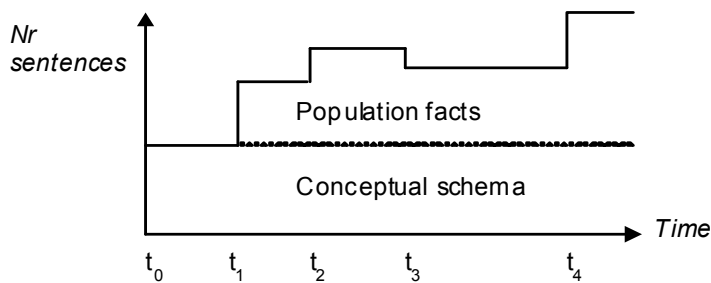 Nr
sentences
Population facts
Conceptual schema
Time
t0 t1 t2 t3 t4